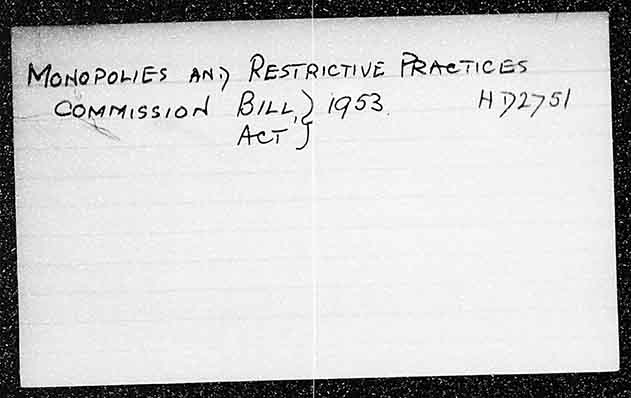 MONOPOLIES AND RESTRICTIVE PRACTICES
COMMISSION BILL, } 1953. HD2751
ACT }